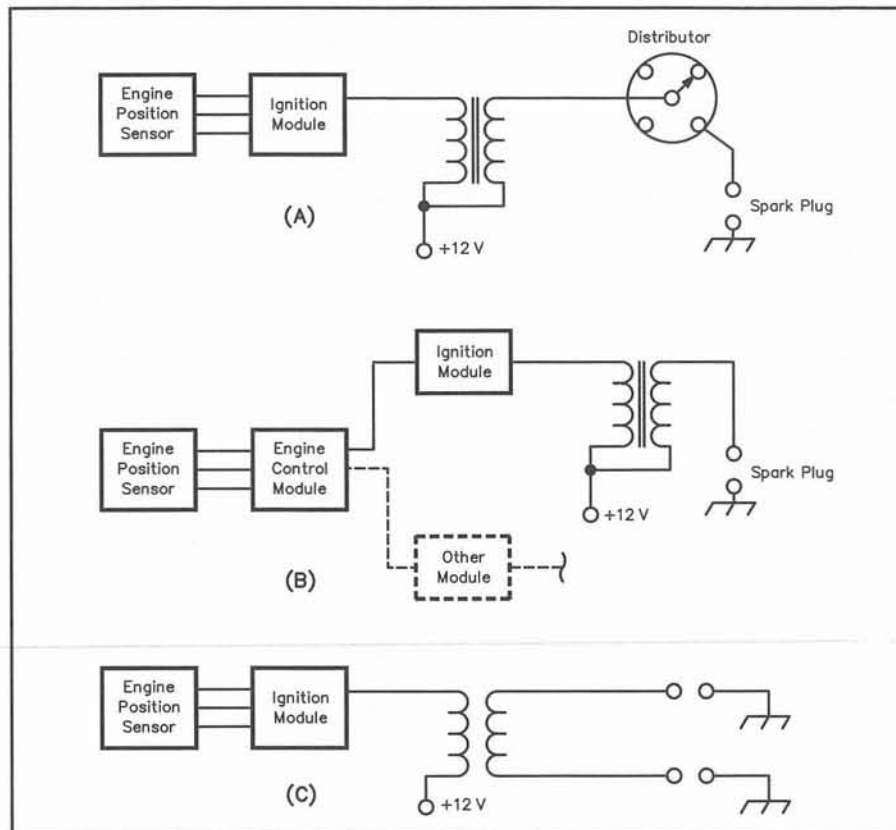 Distributor
Engine
Position
Sensor
Ignition
Module
Spark Plug
+12 V
(A)
Ignition
Module
Engine
Position
Sensor
Engine
Control
Module
Spark Plug
+12 V
Other
Module
(B)
Engine
Position
Sensor
Ignition
Module
+12 V
(C)